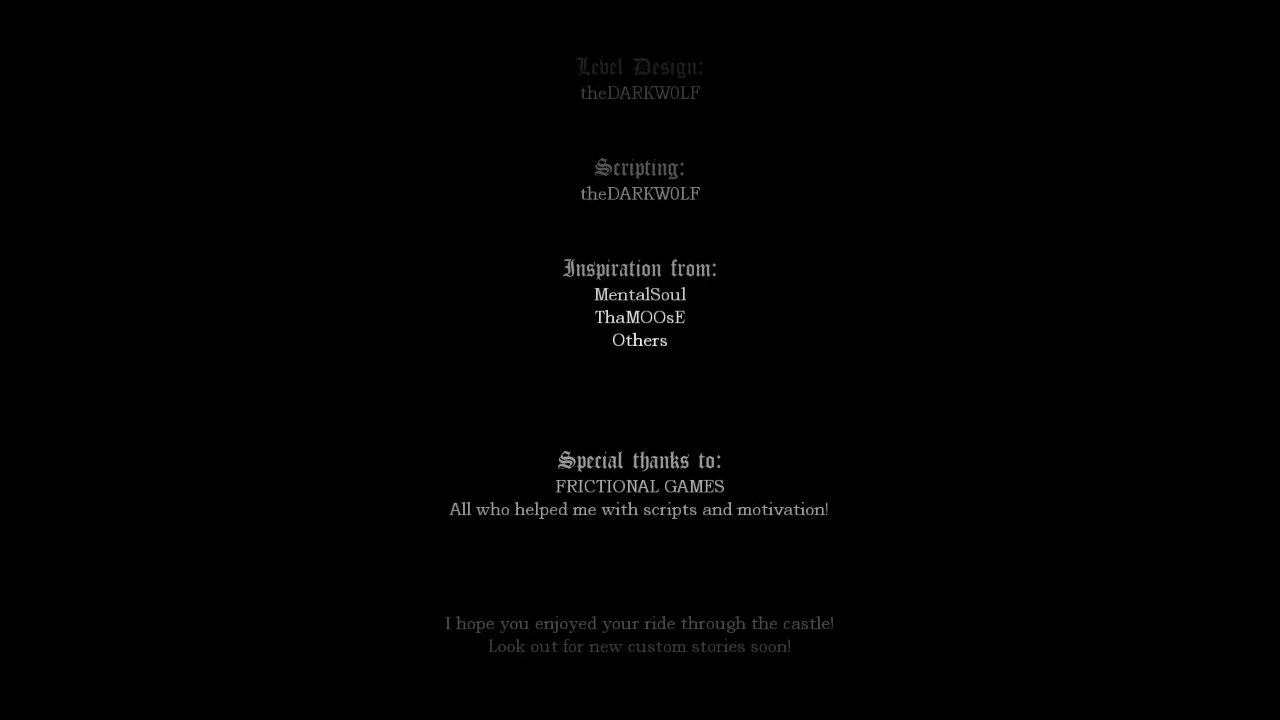 Level Design:
theDARKW0LF
Scripting:
theDARKW0LF
Inspiration from:
MentalSoul
ThaMOOsE
Others
Special thanks to:
FRICTIONAL GAMES
All who helped me with scripts and motivation!
I hope you enjoyed your ride through the castle!
Look out for new custom stories soon!